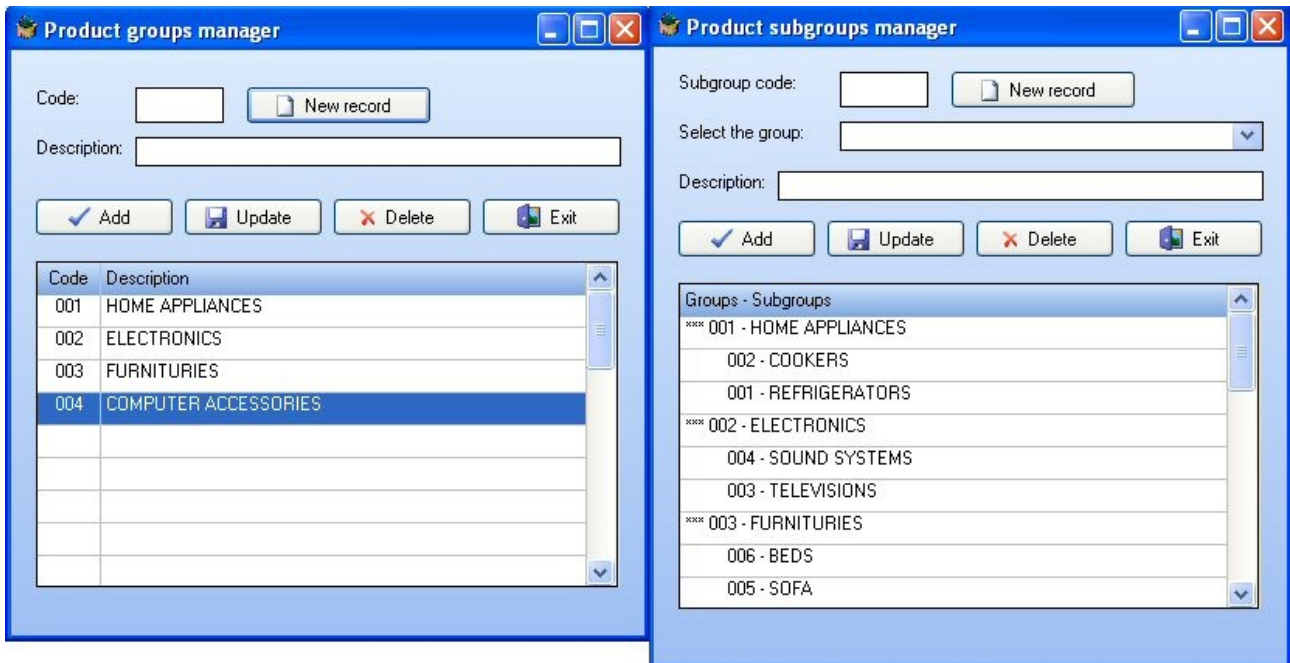 Product groups manager
Code:
New record
Description:
Add Update Delete Exit
Code Description
001 HOME APPLIANCES
002 ELECTRONICS
003 FURNITURIES
004 COMPUTER ACCESSORIES
Product subgroups manager
Subgroup code:
New record
Select the group:
Description:
Add Update Delete Exit
Groups - Subgroups
*** 001 - HOME APPLIANCES
002 - COOKERS
001 - REFRIGERATORS
*** 002 - ELECTRONICS
004 - SOUND SYSTEMS
003 - TELEVISIONS
*** 003 - FURNITURIES
006 - BEDS
005 - SOFA